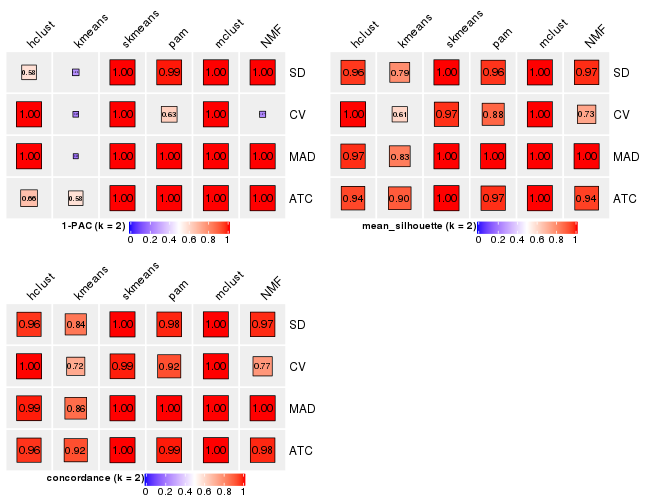 hclust kmeans skmeans pam mclust NMF
0.58 1.00 0.99 1.00 1.00 SD
1.00 1.00 0.63 1.00 CV
1.00 1.00 1.00 1.00 1.00 MAD
0.66 0.58 1.00 1.00 1.00 1.00 ATC
1-PAC (k = 2)
0 0.2 0.4 0.6 0.8 1
hclust kmeans skmeans pam mclust NMF
0.96 0.79 1.00 0.96 1.00 0.97 SD
1.00 0.61 0.97 0.88 1.00 0.73 CV
0.97 0.83 1.00 1.00 1.00 1.00 MAD
0.94 0.90 1.00 0.97 1.00 0.94 ATC
mean_silhouette (k = 2)
0 0.2 0.4 0.6 0.8 1
hclust kmeans skmeans pam mclust NMF
0.96 0.84 1.00 0.98 1.00 0.97 SD
1.00 0.72 0.99 0.92 1.00 0.77 CV
0.99 0.86 1.00 1.00 1.00 1.00 MAD
0.96 0.92 1.00 0.99 1.00 0.98 ATC
concordance (k = 2)
0 0.2 0.4 0.6 0.8 1